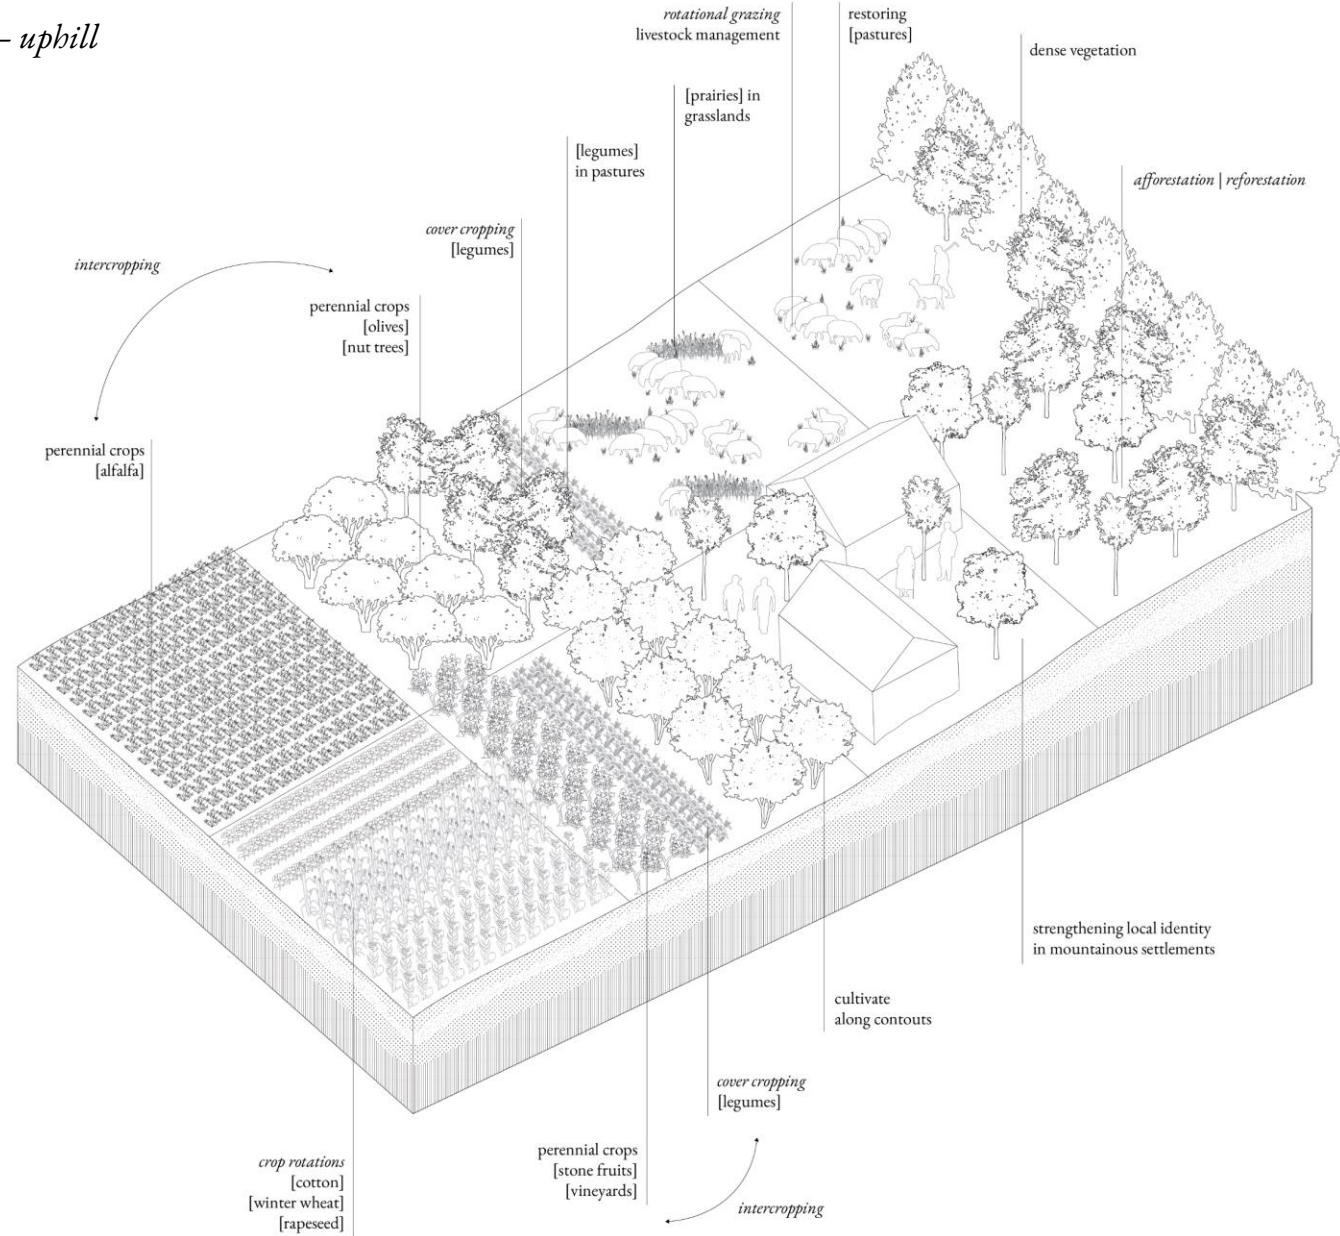 – uphill
rotational grazing
livestock management
restoring
[pastures]
dense vegetation
[prairies] in
grasslands
[legumes]
in pastures
afforestation | reforestation
cover cropping
[legumes]
intercropping
perennial crops
[olives]
[nut trees]
perennial crops
[alfalfa]
strengthening local identity
in mountainous settlements
cultivate
along contouts
cover cropping
[legumes]
perennial crops
[stone fruits]
[vineyards]
intercropping
crop rotations
[cotton]
[winter wheat]
[rapeseed]